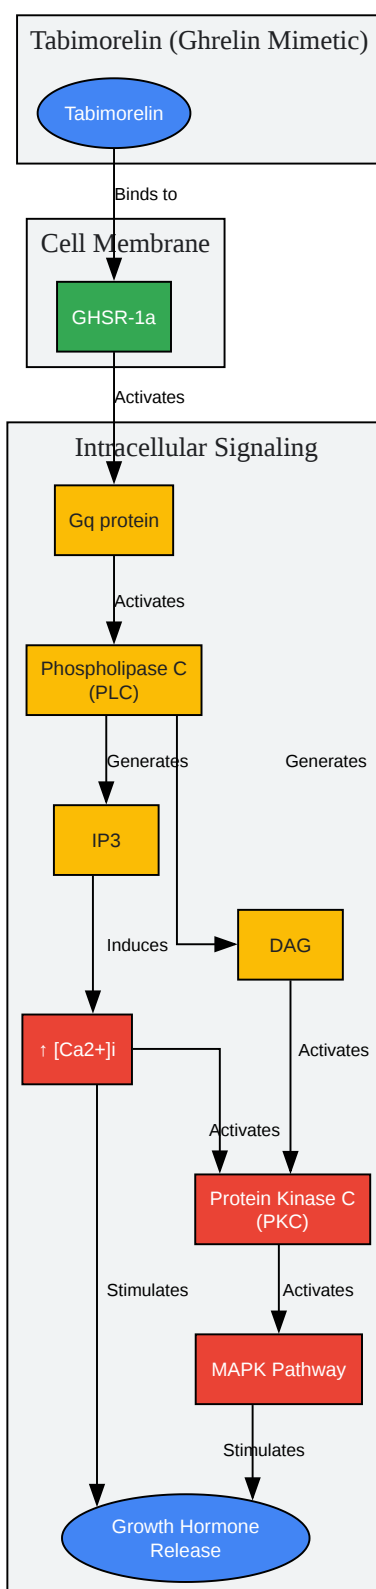 Tabimorelin (Ghrelin Mimetic)
Tabimorelin
Binds to
Cell Membrane
GHSR-1a
Activates
Intracellular Signaling
Gq protein
Activates
Phospholipase C
(PLC)
Generates
Generates
IP3
Induces
DAG
↑ [Ca2+]i
Activates
Activates
Protein Kinase C
(PKC)
Stimulates
Activates
MAPK Pathway
Stimulates
Growth Hormone
Release